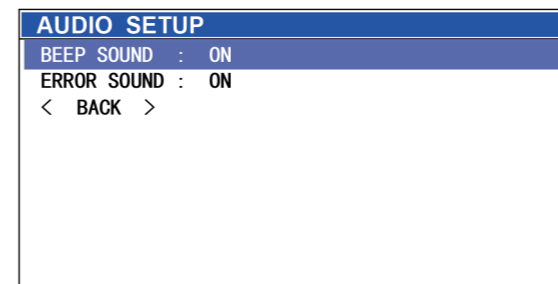 AUDIO SETUP
BEEP SOUND : ON
ERROR SOUND : ON
< BACK >